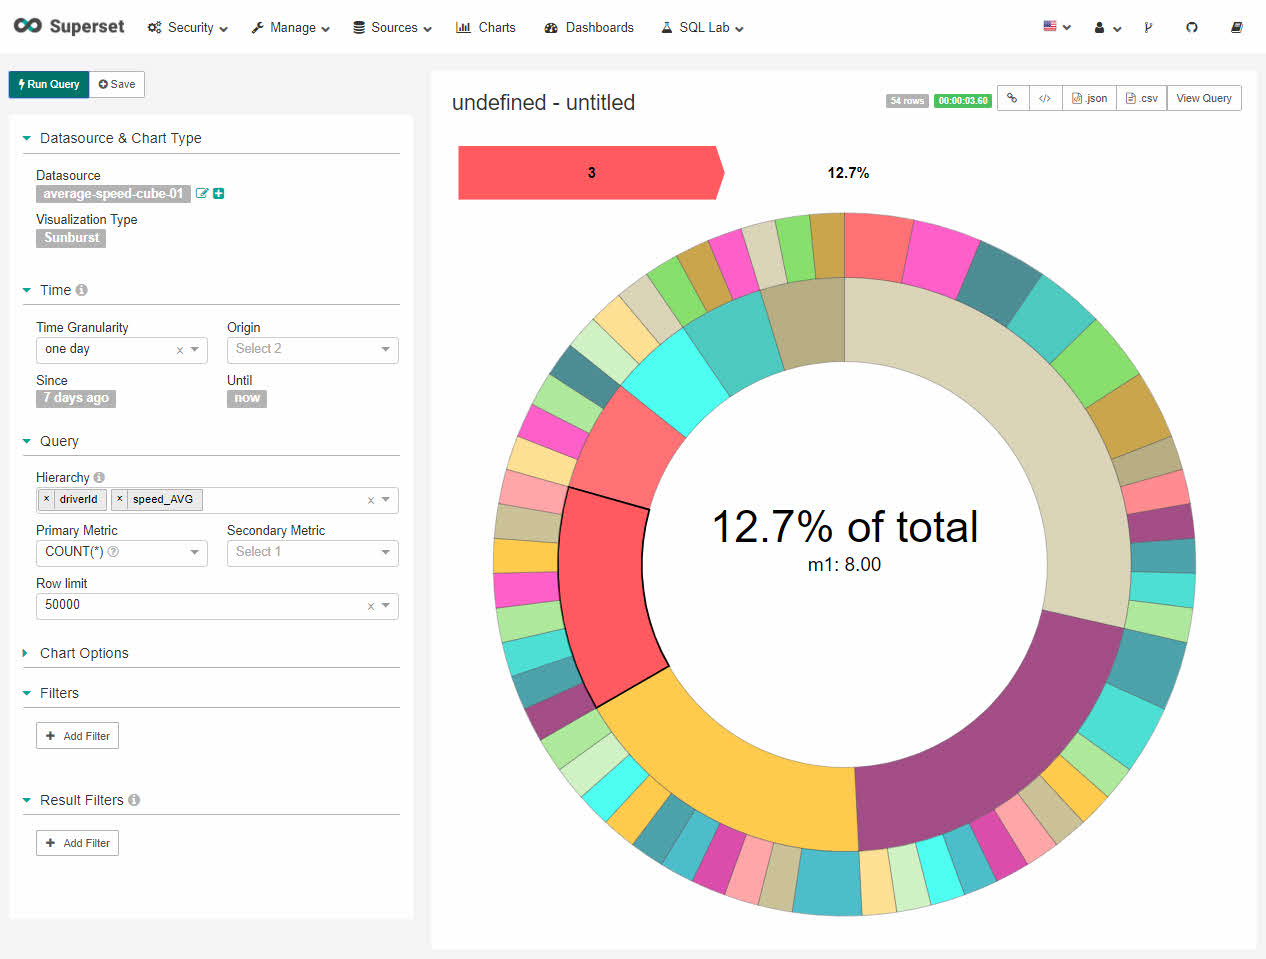 Superset Security Manage Sources Charts Dashboards SQL Lab
Run Query Save
Datasource & Chart Type
Datasource
average-speed-cube-01
Visualization Type
Sunburst
Time
Time Granularity Origin
one day x Select 2
Since Until
7 days ago now
Query
Hierarchy
× driverId × speed_AVG x
Primary Metric Secondary Metric
COUNT(*) Select 1
Row limit
50000 x
Chart Options
Filters
+ Add Filter
Result Filters
+ Add Filter
undefined - untitled
54 rows 00:00:03.60 </> .json .csv View Query
3 12.7%
12.7% of total
m1: 8.00